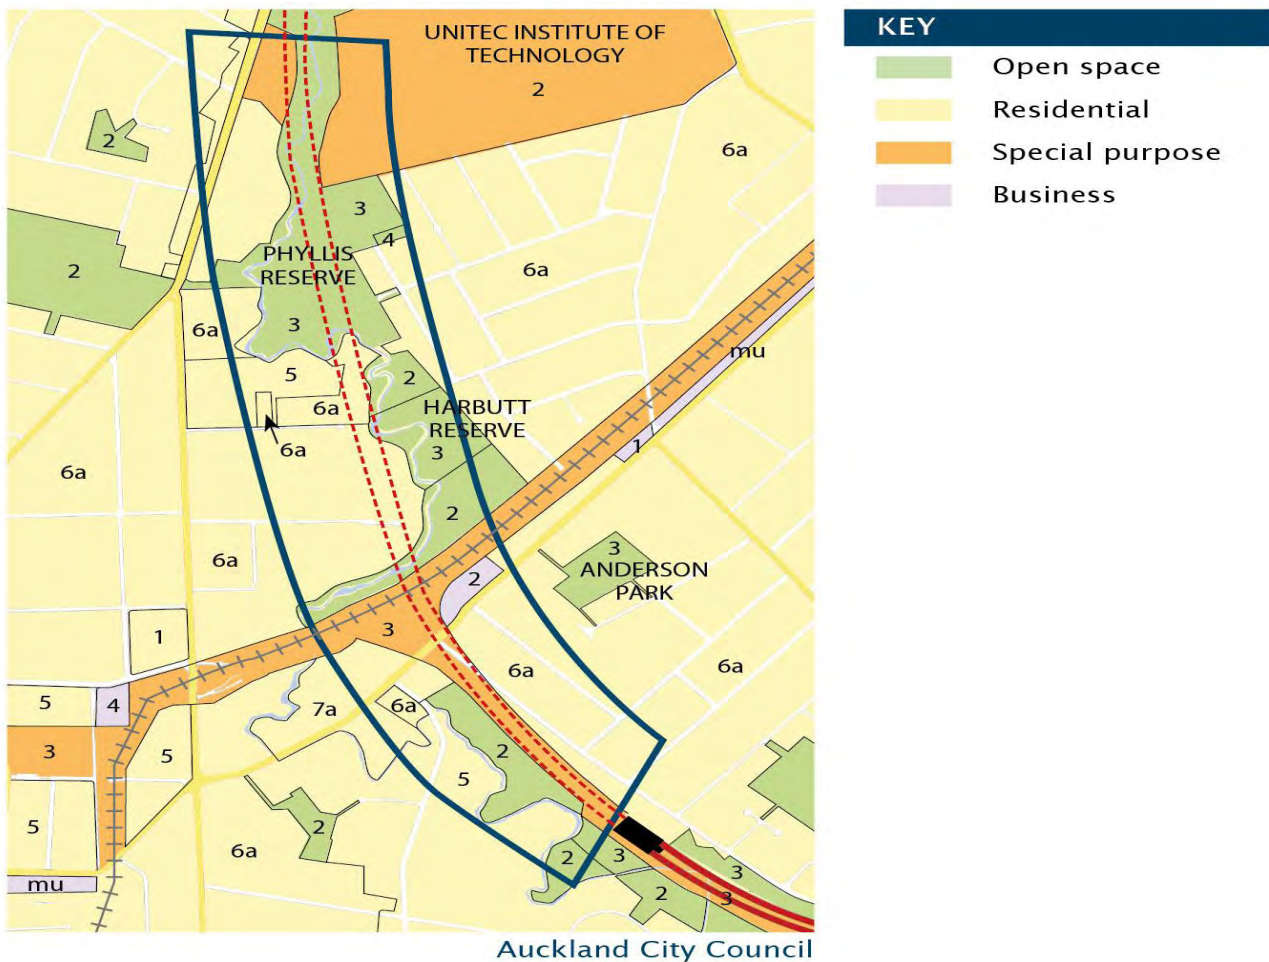 UNITEC INSTITUTE OF
TECHNOLOGY
2
2
6a
3
4
2
PHYLLIS
RESERVE
6a
3
6a
mu
5
2
6a
HARBUTT
RESERVE
1
6a
3
6a
2
6a
3
2
ANDERSON
PARK
1
3
6a
6a
5
4
7a
6a
3
5
2
5
5
2
6a
2
3
3
mu
2
3
Auckland City Council
KEY
Open space
Residential
Special purpose
Business